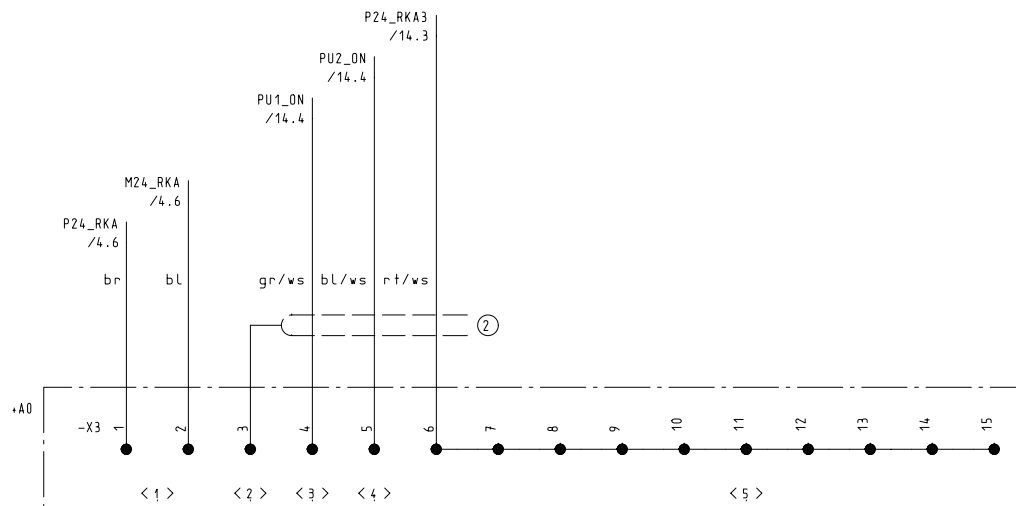 P24_RKA3
/14.3
PU2_ON
/14.4
PU1_ON
/14.4
M24_RKA
/4.6
P24_RKA
/4.6
br bl gr/ws bl/ws rt/ws
2
+A0
-X3 1 2 3 4 5 6 7 8 9 10 11 12 13 14 15
<1> <2> <3> <4> <5>